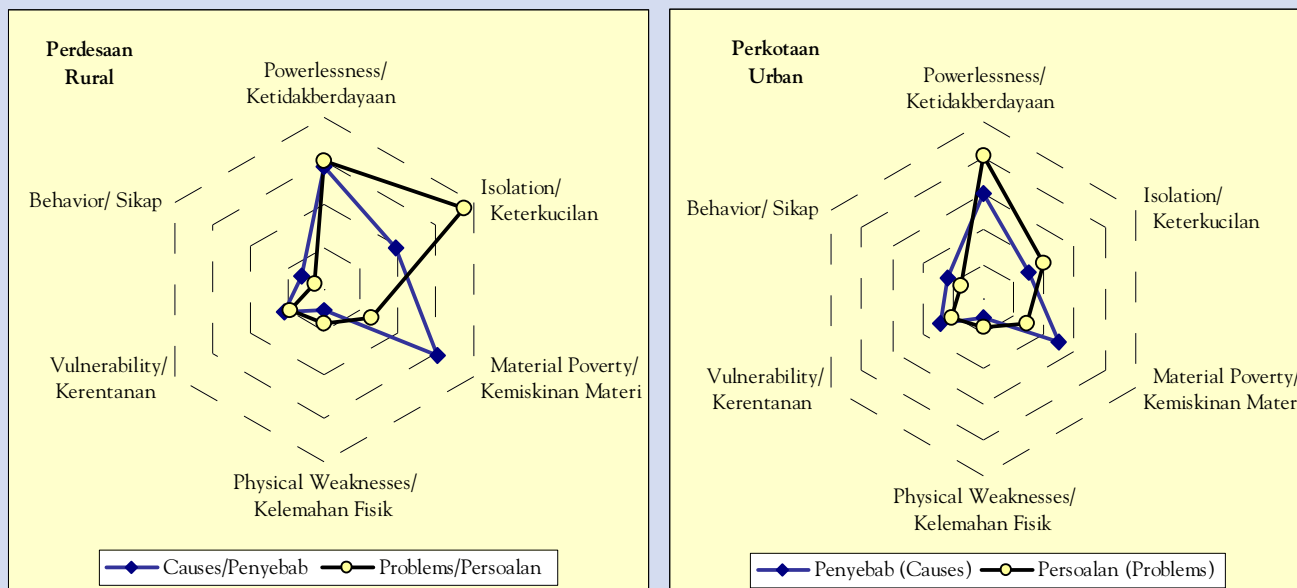 Perdesaan
Rural
Powerlessness/
Ketidakberdayaan
Isolation/
Keterkucilan
Material Poverty/
Kemiskinan Materi
Physical Weaknesses/
Kelemahan Fisik
Vulnerability/
Kerentanan
Behavior/ Sikap
Causes/Penyebab
Problems/Persoalan
Perkotaan
Urban
Powerlessness/
Ketidakberdayaan
Isolation/
Keterkucilan
Material Poverty/
Kemiskinan Mater
Physical Weaknesses/
Kelemahan Fisik
Vulnerability/
Kerentanan
Behavior/ Sikap
Penyebab (Causes)
Persoalan (Problems)